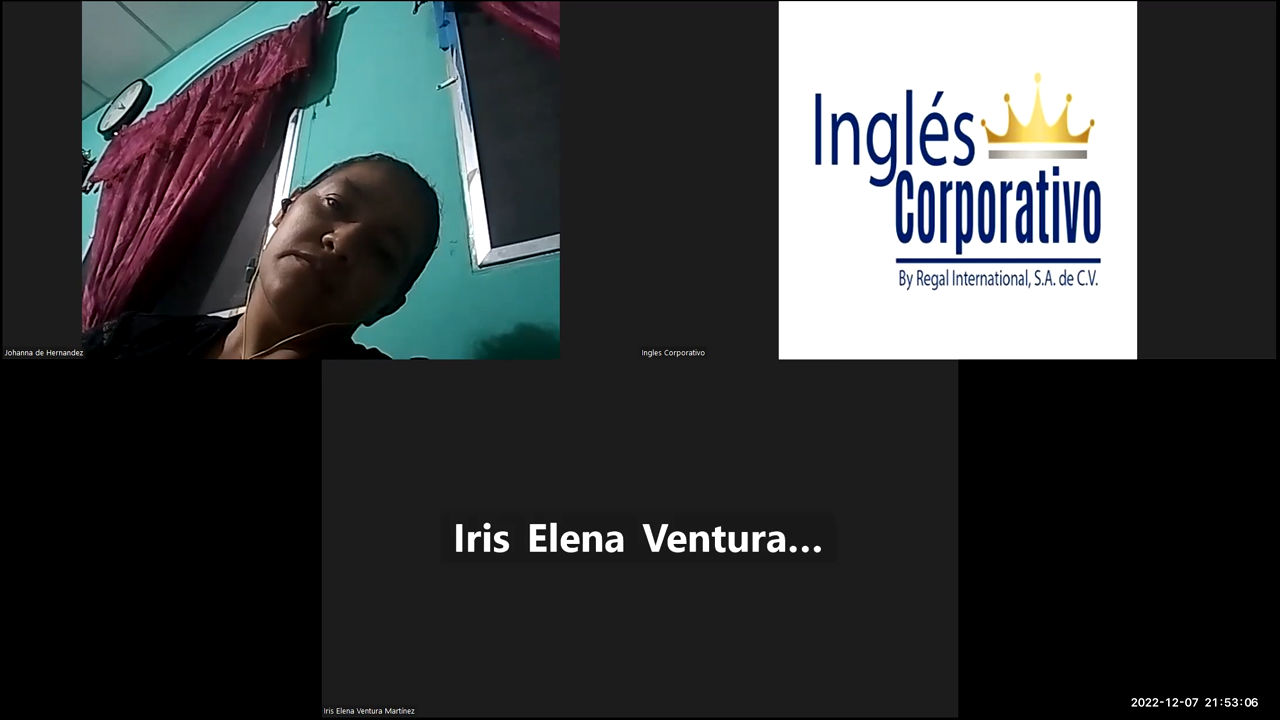 Inglés
Corporativo
By Regal International, S.A. de C.V.
Johanna de Hernandez
Ingles Corporativo
Iris Elena Ventura...
Iris Elena Ventura Martínez
2022-12-07 21:53:06